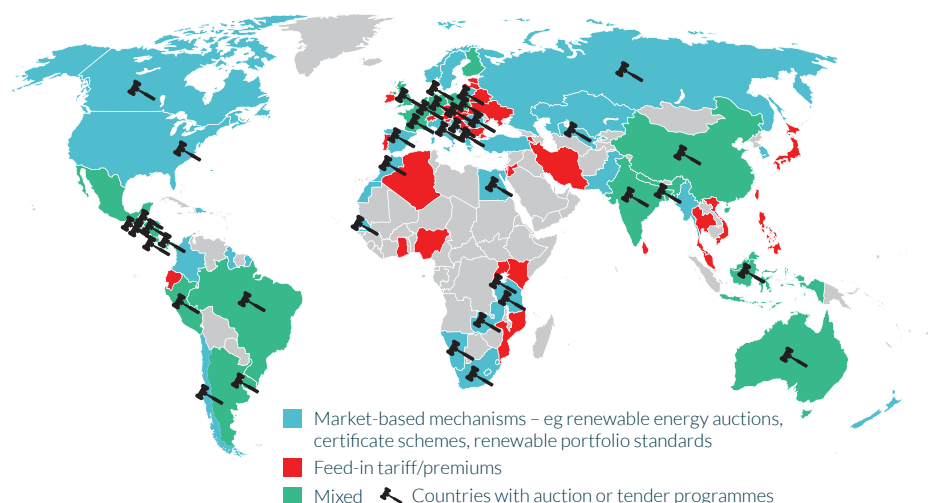 Market-based mechanisms – eg renewable energy auctions,
certificate schemes, renewable portfolio standards
Feed-in tariff/premiums
Mixed Countries with auction or tender programmes